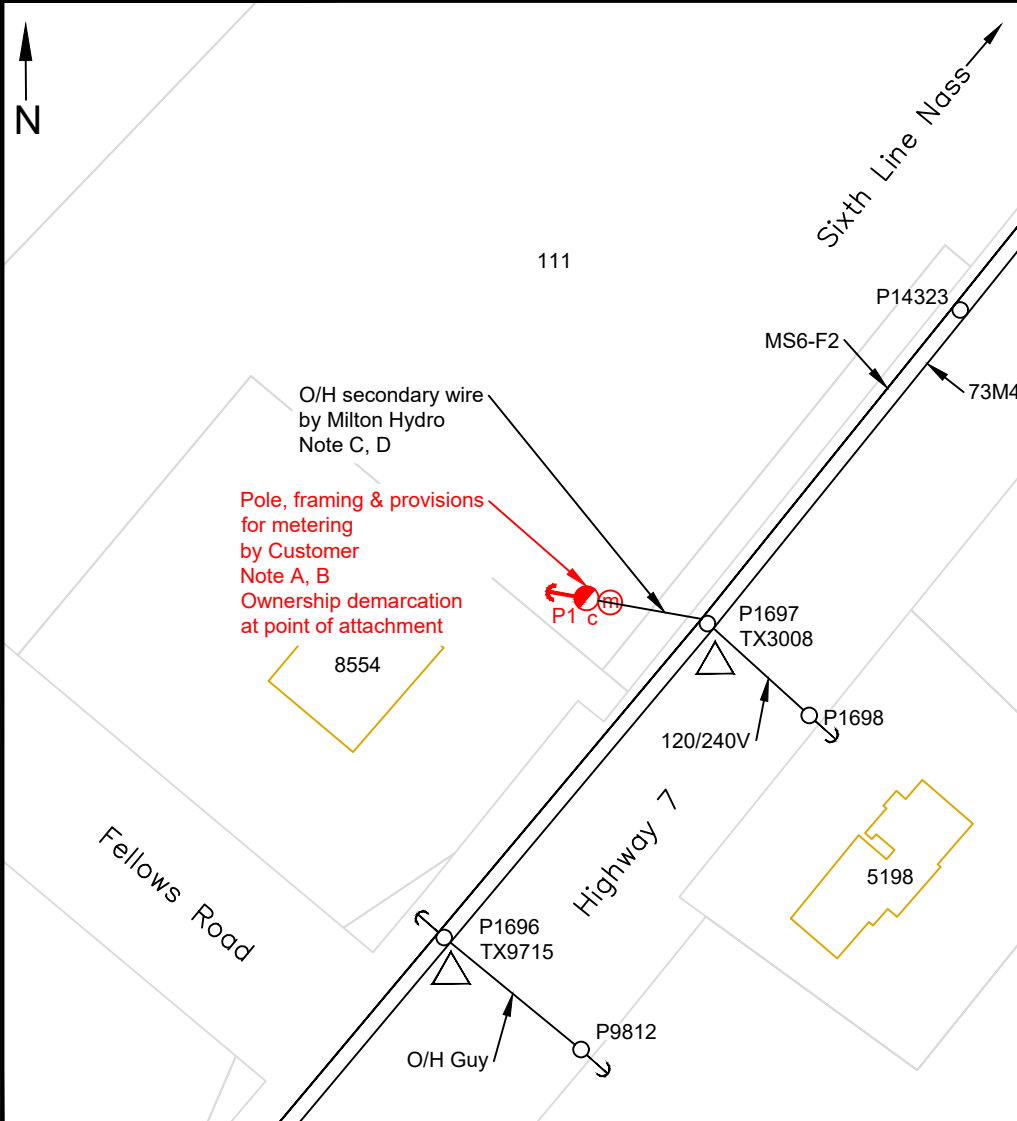 N
Sixth Line Nass
111
P14323
MS6-F2
73M4
O/H secondary wire
by Milton Hydro
Note C, D
Pole, framing & provisions
for metering
by Customer
Note A, B
Ownership demarcation
at point of attachment
P1
c
m
P1697
TX3008
8554
P1698
120/240V
Highway 7
Fellows Road
5198
P1696
TX9715
P9812
O/H Guy